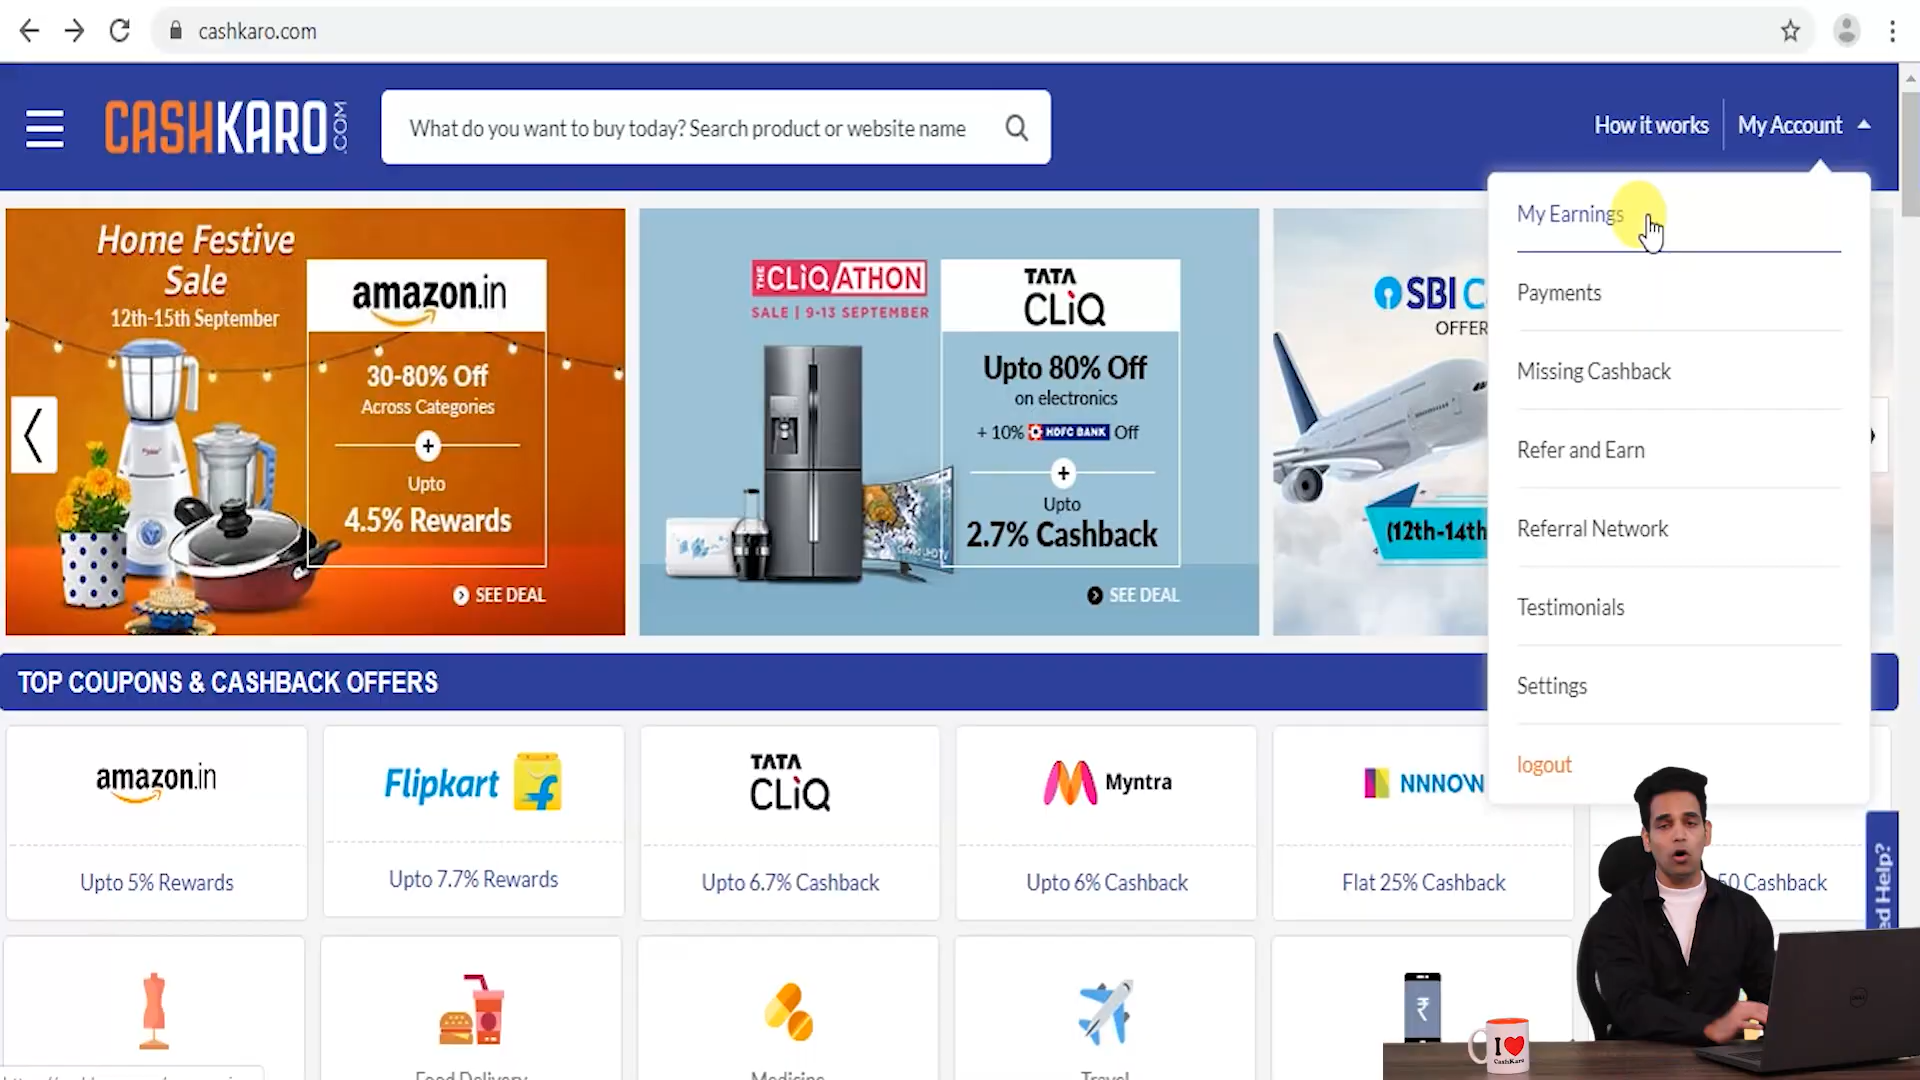 cashkaro.com
CASHKARO.COM
What do you want to buy today? Search product or website name
How it works
My Account
My Earnings
Payments
Missing Cashback
Refer and Earn
Referral Network
Testimonials
Settings
logout
Home Festive
Sale
12th-15th September
amazon.in
30-80% Off
Across Categories
+
Upto
4.5% Rewards
SEE DEAL
THE CLiQATHON
SALE | 9-13 SEPTEMBER
TATA
CLiQ
Upto 80% Off
on electronics
+ 10% HDFC BANK Off
+
Upto
2.7% Cashback
SEE DEAL
SBI
OFFER
(12th-14th
TOP COUPONS & CASHBACK OFFERS
amazon.in
Upto 5% Rewards
Flipkart
Upto 7.7% Rewards
TATA
CLiQ
Upto 6.7% Cashback
Myntra
Upto 6% Cashback
NNNOW
Flat 25% Cashback
50 Cashback
ed Help?
Food Delivery
Medicine
Travel
₹
I ❤
CashKaro
DELL